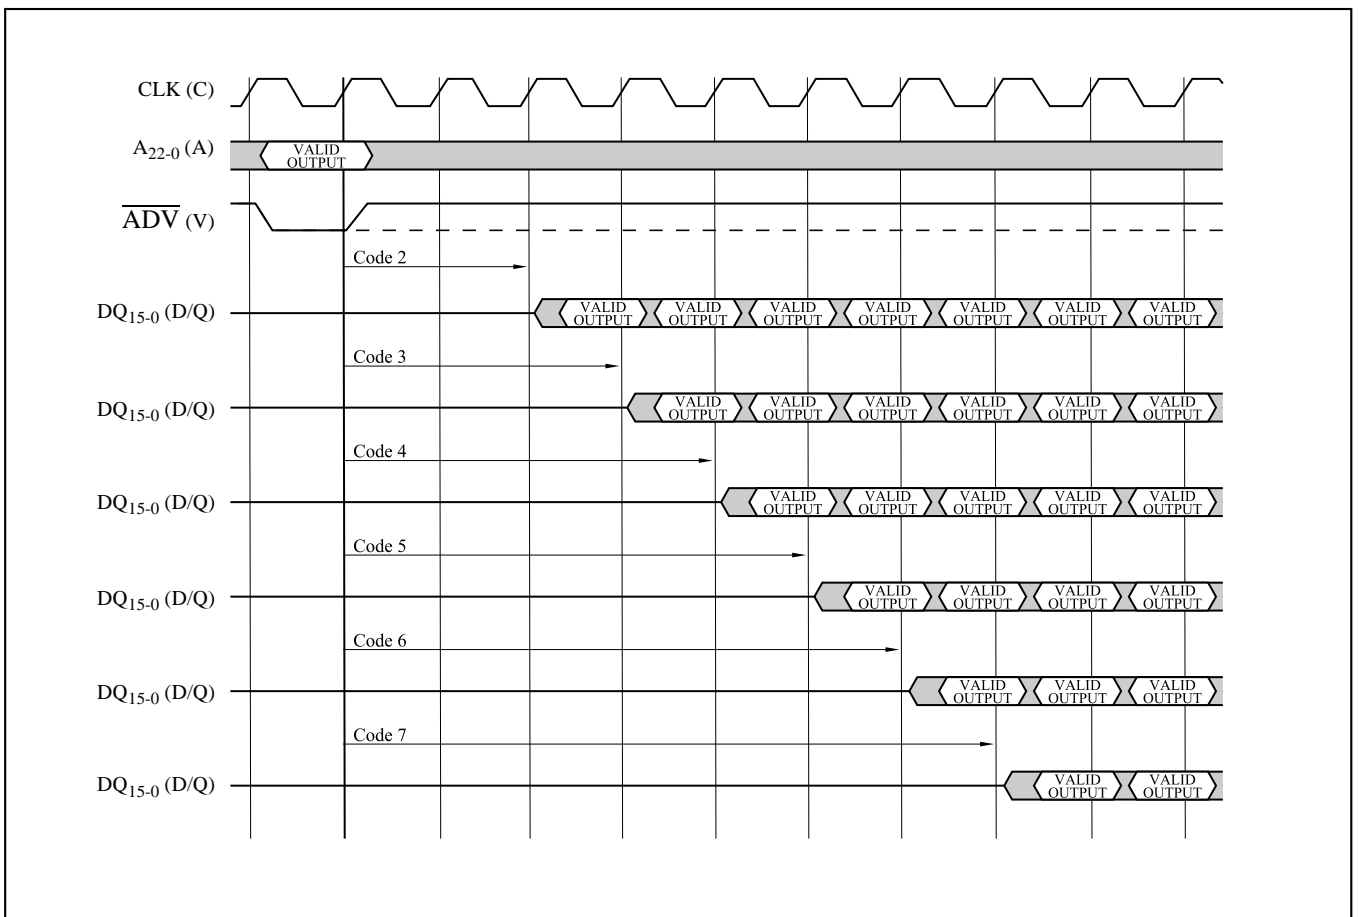 CLK (C)
A22-0 (A)
VALID
OUTPUT
ADV (V)
Code 2
DQ15-0 (D/Q)
VALID VALID VALID VALID VALID VALID VALID
OUTPUT OUTPUT OUTPUT OUTPUT OUTPUT OUTPUT OUTPUT
Code 3
DQ15-0 (D/Q)
VALID VALID VALID VALID VALID VALID
OUTPUT OUTPUT OUTPUT OUTPUT OUTPUT OUTPUT
Code 4
DQ15-0 (D/Q)
VALID VALID VALID VALID VALID
OUTPUT OUTPUT OUTPUT OUTPUT OUTPUT
Code 5
DQ15-0 (D/Q)
VALID VALID VALID VALID
OUTPUT OUTPUT OUTPUT OUTPUT
Code 6
DQ15-0 (D/Q)
VALID VALID VALID
OUTPUT OUTPUT OUTPUT
Code 7
DQ15-0 (D/Q)
VALID VALID
OUTPUT OUTPUT